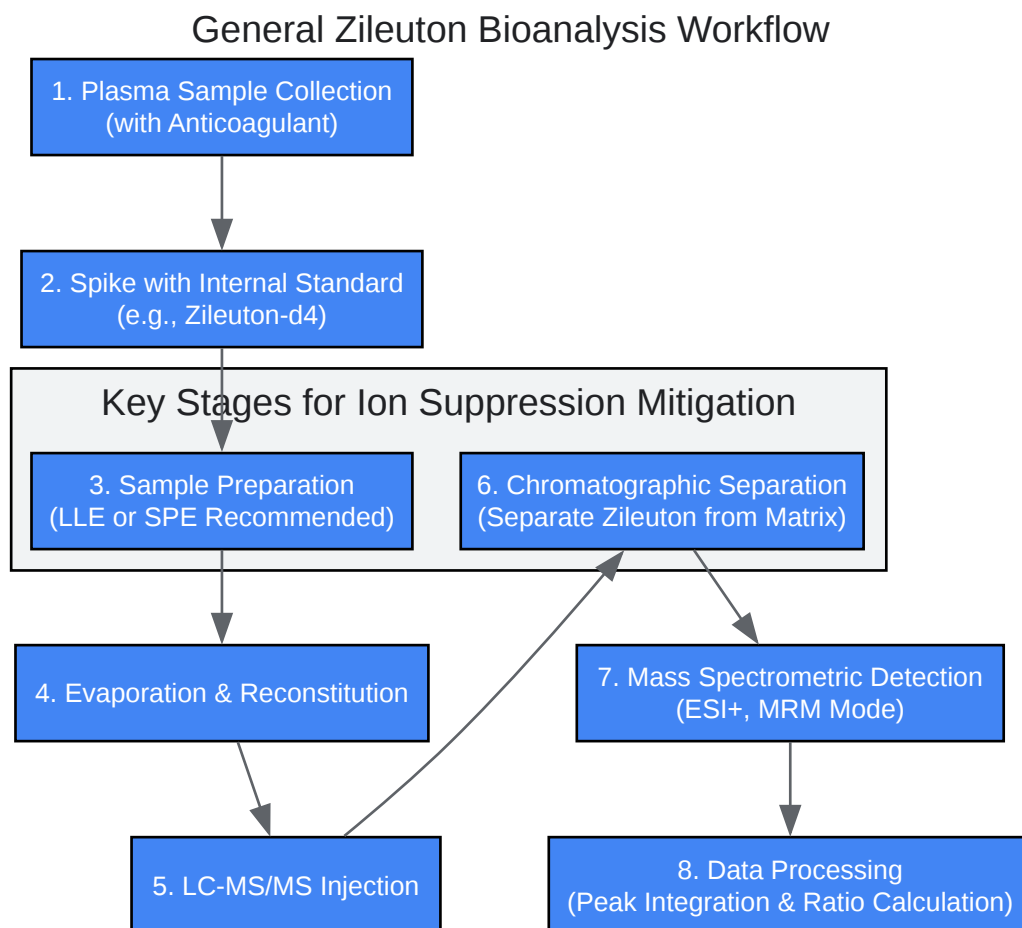 General Zileuton Bioanalysis Workflow
1. Plasma Sample Collection
(with Anticoagulant)
2. Spike with Internal Standard
(e.g., Zileuton-d4)
Key Stages for Ion Suppression Mitigation
3. Sample Preparation
(LLE or SPE Recommended)
6. Chromatographic Separation
(Separate Zileuton from Matrix)
4. Evaporation & Reconstitution
7. Mass Spectrometric Detection
(ESI+, MRM Mode)
5. LC-MS/MS Injection
8. Data Processing
(Peak Integration & Ratio Calculation)